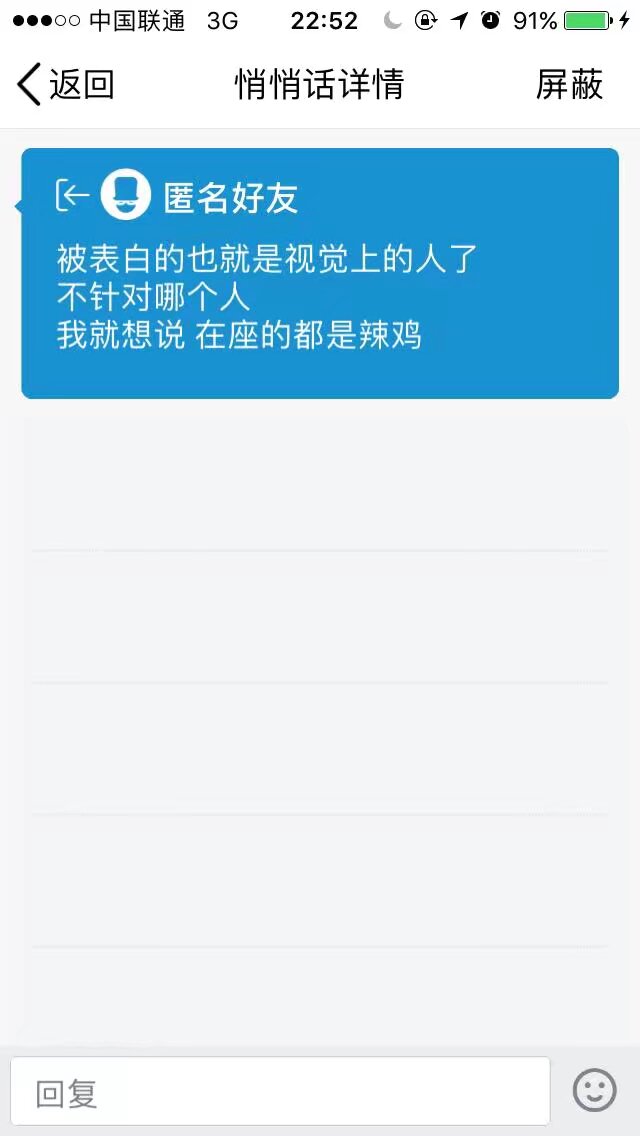 中国联通 3G 22:52 91%
返回 悄悄话详情 屏蔽
匿名好友
被表白的也就是视觉上的人了
不针对哪个人
我就想说 在座的都是辣鸡
回复